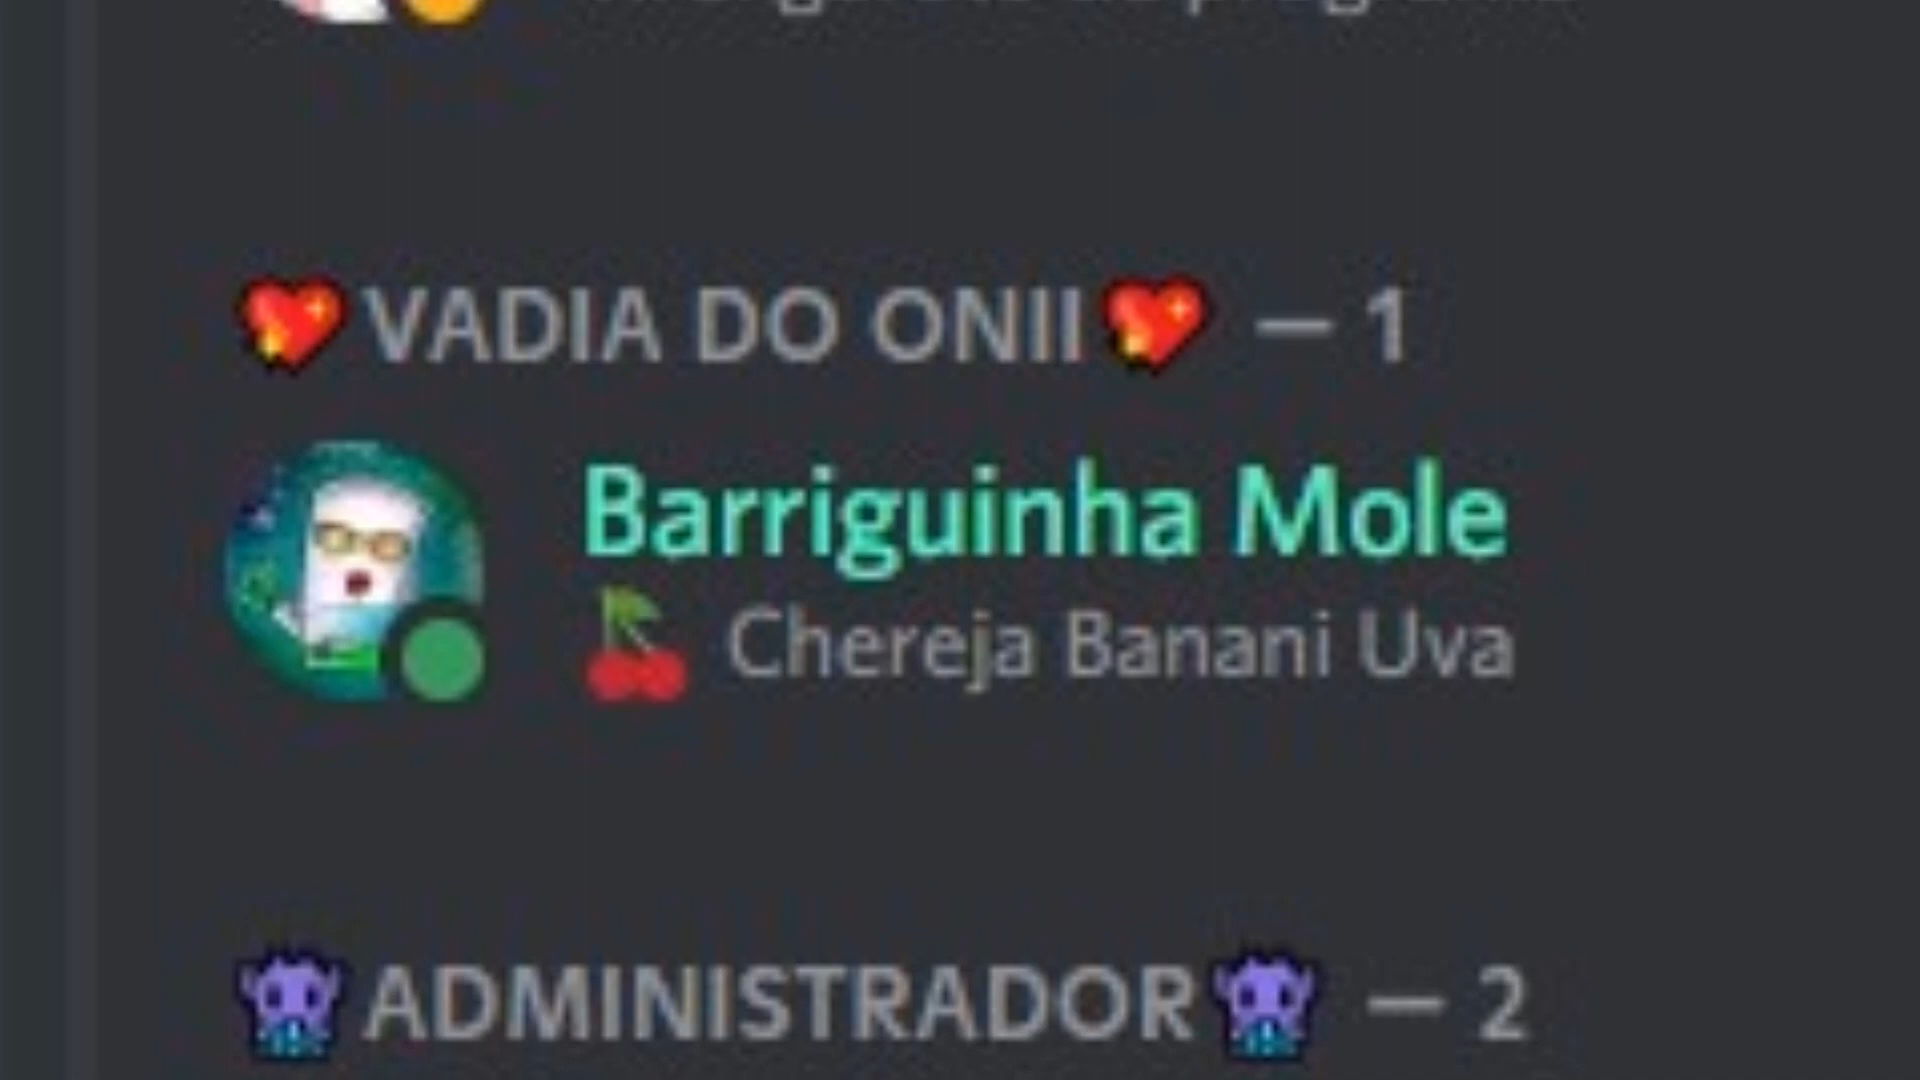 💖VADIA DO ONII💖 — 1
Barriguinha Mole
🍒 Chereja Banani Uva
👾ADMINISTRADOR👾 — 2